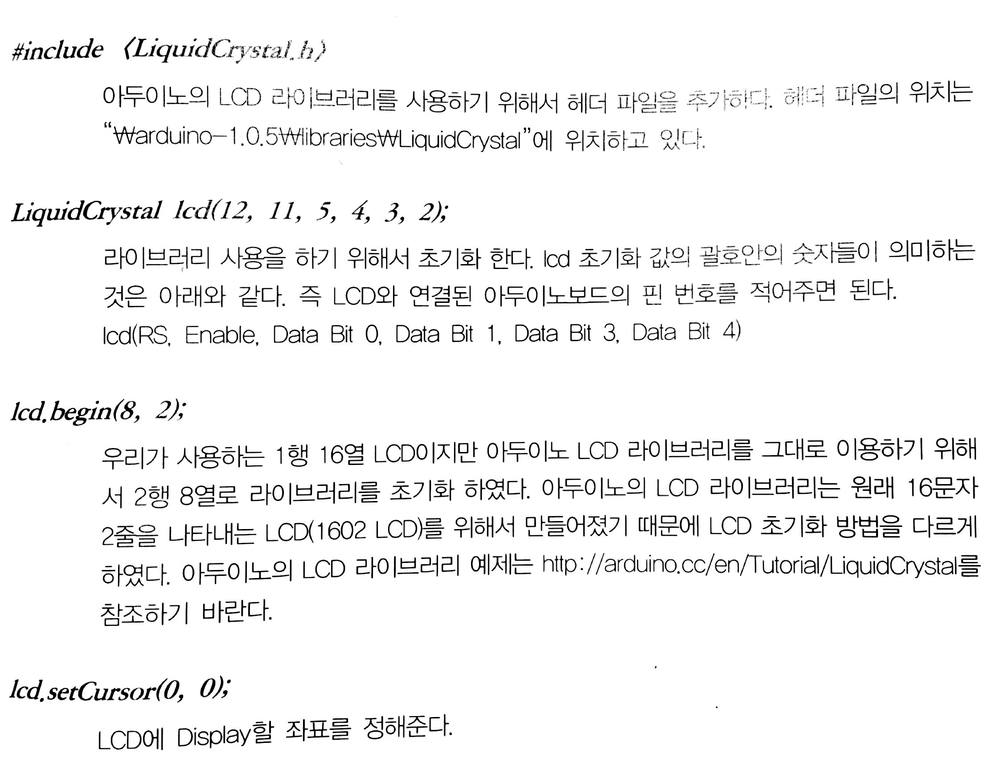 #include 〈LiquidCrystal.h〉
아두이노의 LCD 라이브러리를 사용하기 위해서 헤더 파일을 추가하다. 헤더 파일의 위치는
“₩arduino-1.0.5₩libraries₩LiquidCrystal”에 위치하고 있다.
LiquidCrystal lcd(12, 11, 5, 4, 3, 2);
라이브러리 사용을 하기 위해서 초기화 한다. lcd 초기화 값의 괄호안의 숫자들이 의미하는
것은 아래와 같다. 즉 LCD와 연결된 아두이노보드의 핀 번호를 적어주면 된다.
lcd(RS, Enable, Data Bit 0, Data Bit 1, Data Bit 3, Data Bit 4)
lcd.begin(8, 2);
우리가 사용하는 1행 16열 LCD이지만 아두이노 LCD 라이브러리를 그대로 이용하기 위해
서 2행 8열로 라이브러리를 초기화 하였다. 아두이노의 LCD 라이브러리는 원래 16문자
2줄을 나타내는 LCD(1602 LCD)를 위해서 만들어졌기 때문에 LCD 초기화 방법을 다르게
하였다. 아두이노의 LCD 라이브러리 예제는 http://arduino.cc/en/Tutorial/LiquidCrystal를
참조하기 바란다.
lcd.setCursor(0, 0);
LCD에 Display할 좌표를 정해준다.